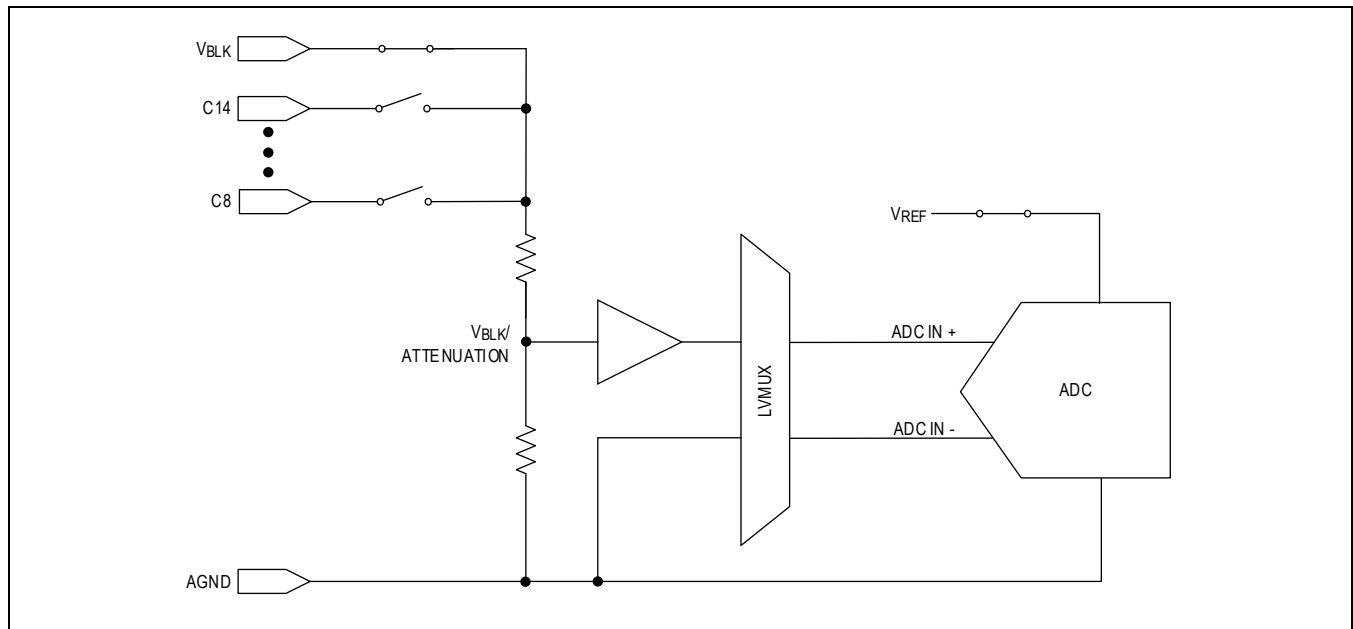 VBLK
C14
C8
VREF
VBLK/
ATTENUATION
LVMUX
ADC IN +
ADC IN -
ADC
AGND